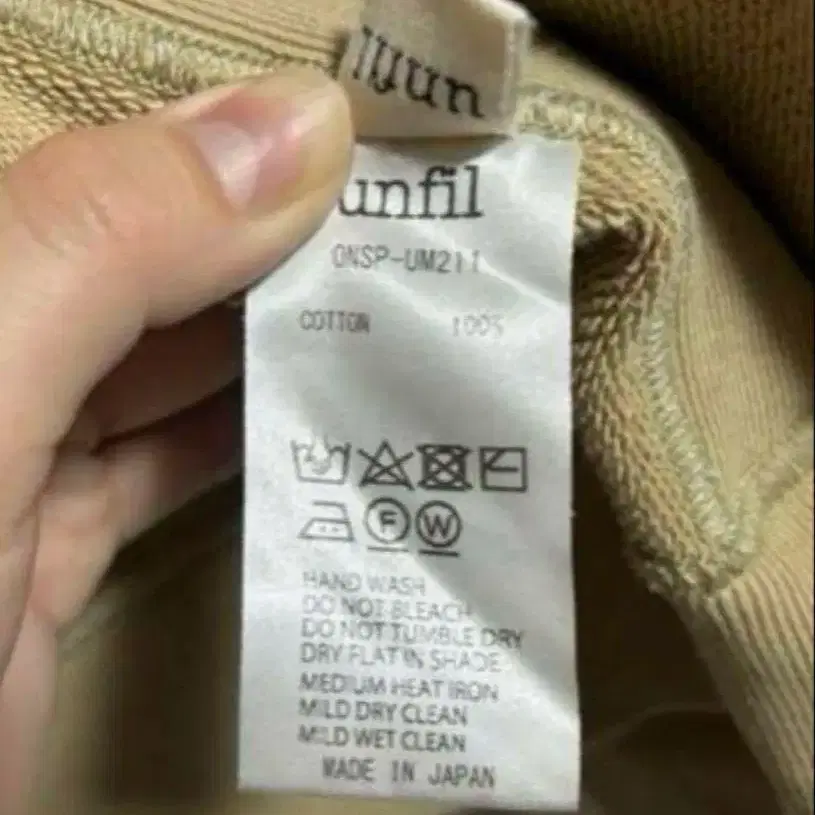 unfil
ONSP-UM211
COTTON 100%
F W
HAND WASH
DO NOT BLEACH
DO NOT TUMBLE DRY
DRY FLAT IN SHADE
MEDIUM HEAT IRON
MILD DRY CLEAN
MILD WET CLEAN
MADE IN JAPAN